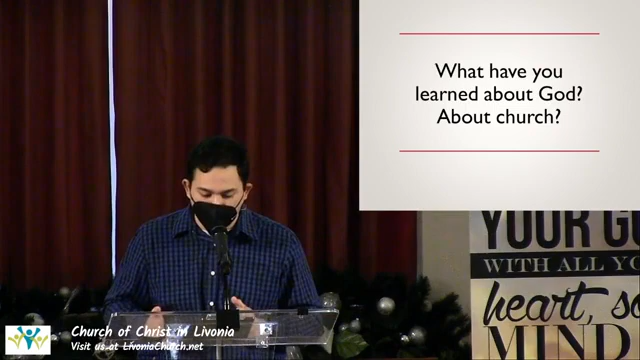 What have you
learned about God?
About church?
YOUR GO
WITH ALL YO
heart, so
MIND
Church of Christ in Livonia
Visit us at LivoniaChurch.net